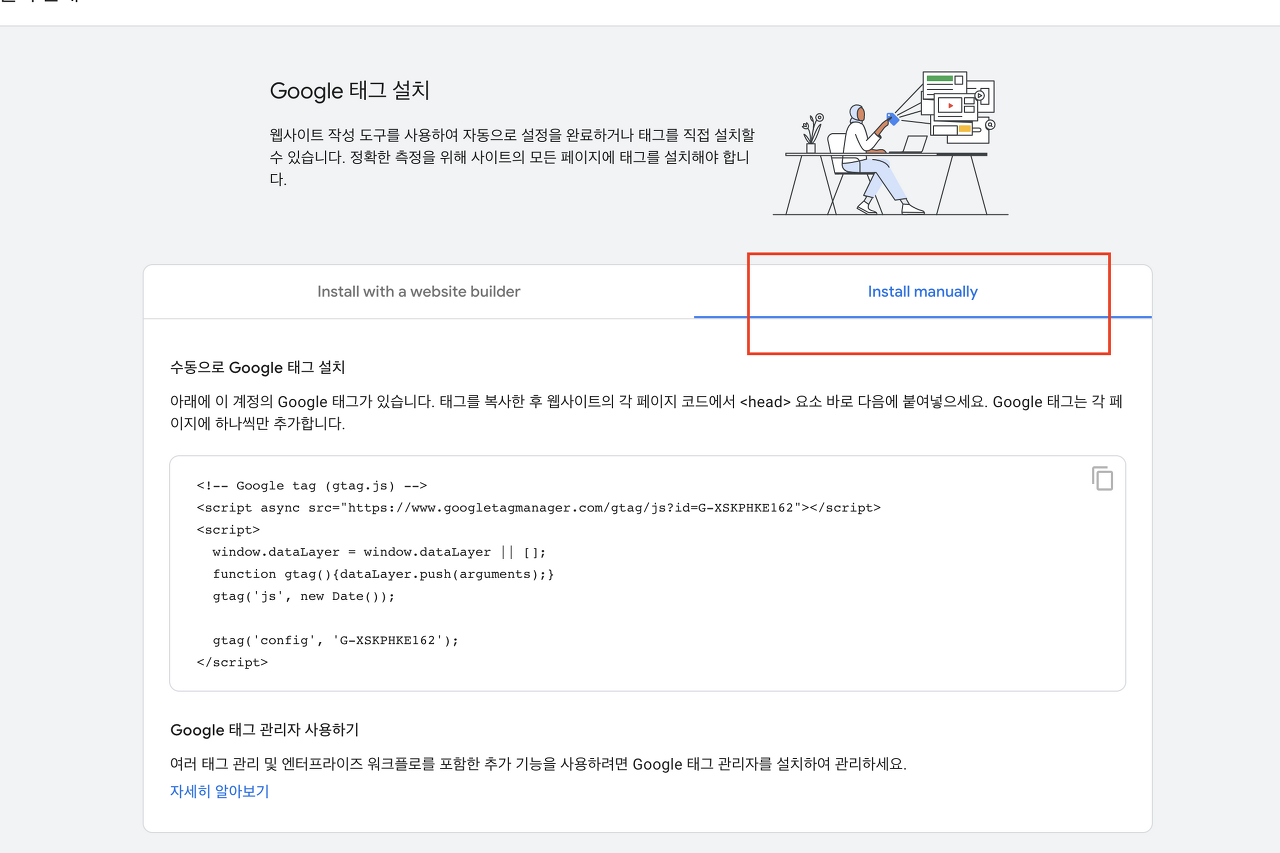 Google 태그 설치
웹사이트 작성 도구를 사용하여 자동으로 설정을 완료하거나 태그를 직접 설치할
수 있습니다. 정확한 측정을 위해 사이트의 모든 페이지에 태그를 설치해야 합니
다.
Install with a website builder
Install manually
수동으로 Google 태그 설치
아래에 이 계정의 Google 태그가 있습니다. 태그를 복사한 후 웹사이트의 각 페이지 코드에서 <head> 요소 바로 다음에 붙여넣으세요. Google 태그는 각 페
이지에 하나씩만 추가합니다.
<!-- Google tag (gtag.js) -->
<script async src="https://www.googletagmanager.com/gtag/js?id=G-XSKPHKE162"></script>
<script>
  window.dataLayer = window.dataLayer || [];
  function gtag(){dataLayer.push(arguments);}
  gtag('js', new Date());
  gtag('config', 'G-XSKPHKE162');
</script>
Google 태그 관리자 사용하기
여러 태그 관리 및 엔터프라이즈 워크플로를 포함한 추가 기능을 사용하려면 Google 태그 관리자를 설치하여 관리하세요.
자세히 알아보기